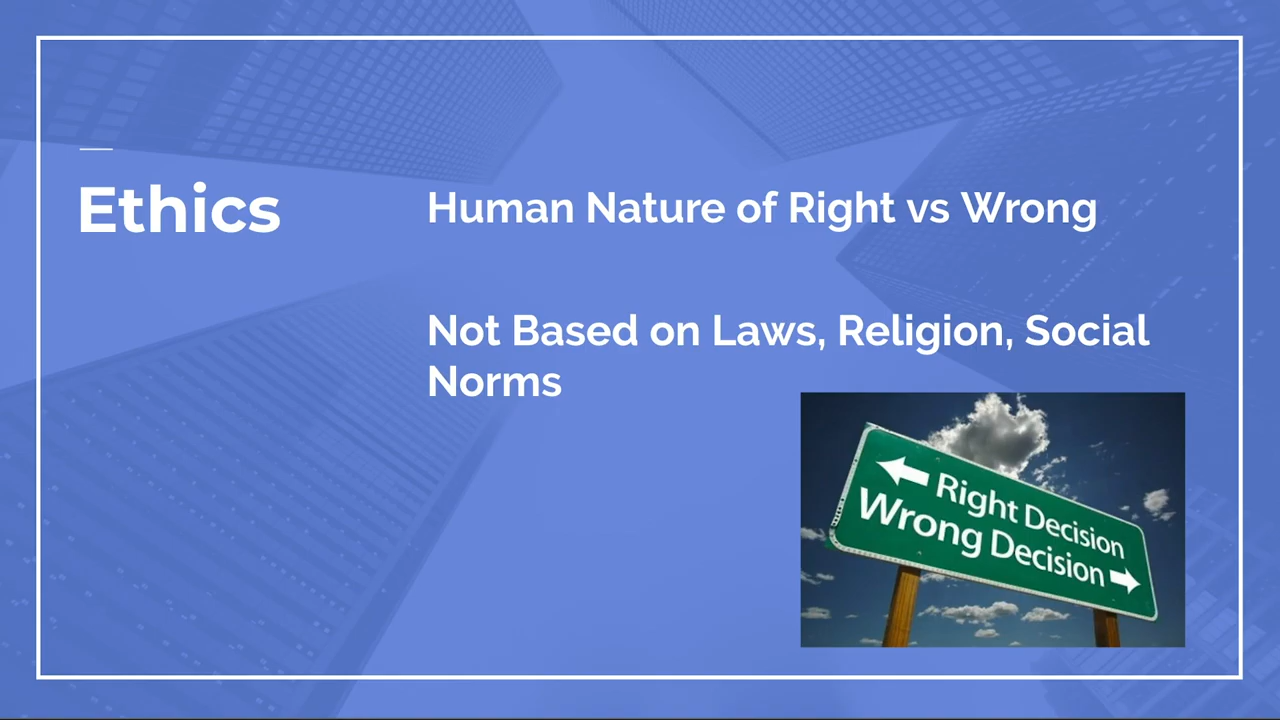 Ethics
Human Nature of Right vs Wrong
Not Based on Laws, Religion, Social
Norms
Right Decision
Wrong Decision